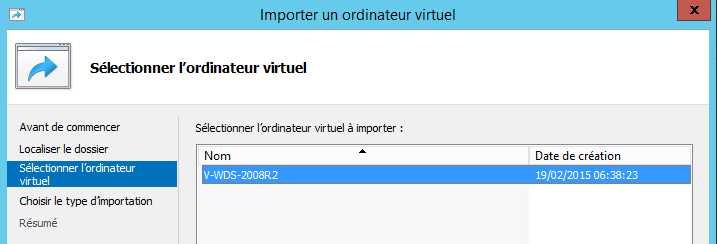 Importer un ordinateur virtuel
x
Sélectionner l'ordinateur virtuel
Avant de commencer
Localiser le dossier
Sélectionner l'ordinateur
virtuel
Choisir le type d'importation
Résumé
Sélectionner l'ordinateur virtuel à importer :
Nom
Date de création
V-WDS-2008R2
19/02/2015 06:38:23